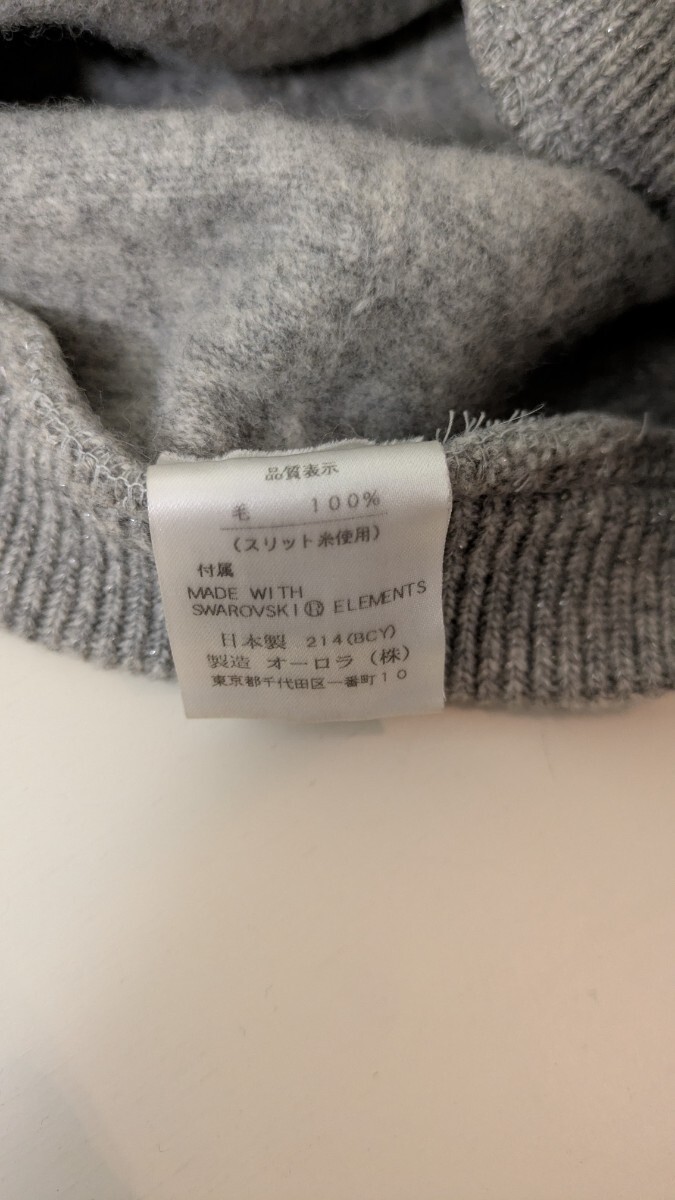 品質表示
毛 100%
(スリット糸使用)
付属
MADE WITH
SWAROVSKI ELEMENTS
日本製 214(BCY)
製造 オーロラ(株)
東京都千代田区一番町10